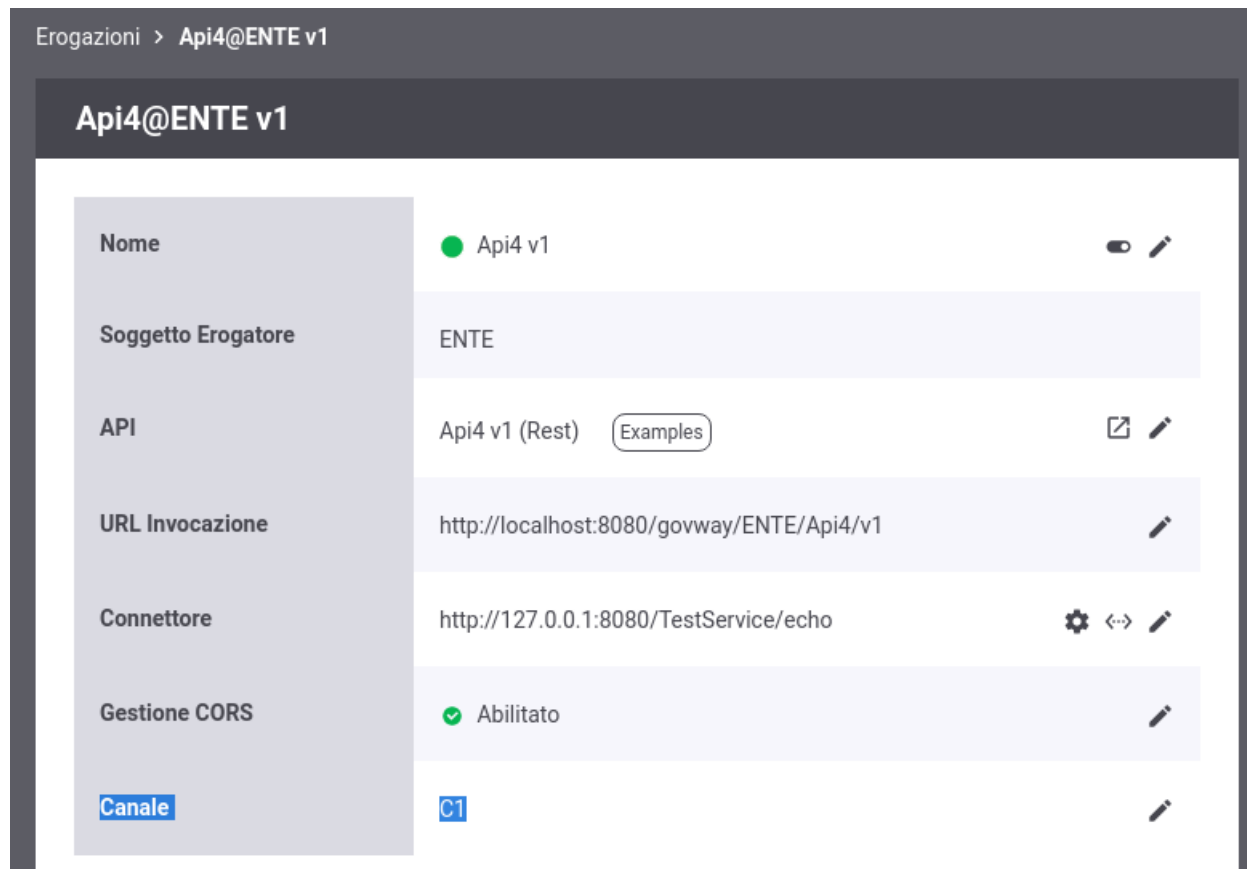 Erogazioni > Api4@ENTE v1
Api4@ENTE v1
Nome Api4 v1
Soggetto Erogatore ENTE
API Api4 v1 (Rest) Examples
URL Invocazione http://localhost:8080/govway/ENTE/Api4/v1
Connettore http://127.0.0.1:8080/TestService/echo
Gestione CORS Abilitato
Canale C1